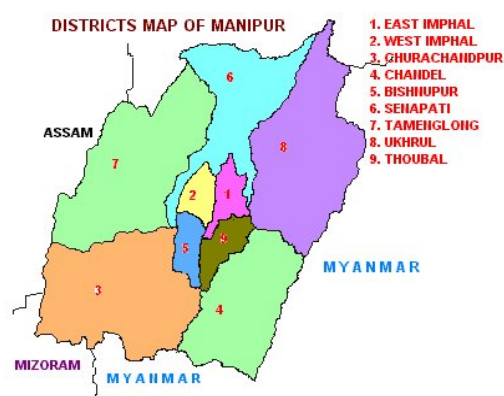 DISTRICTS MAP OF MANIPUR
1. EAST IMPHAL
2. WEST IMPHAL
3. CHURACHANDPUR
4. CHANDEL
5. BISHNUPUR
6. SENAPATI
7. TAMENGLONG
8. UKHRUL
9. THOUBAL
6
ASSAM
8
7
2
1
9
5
MYANMAR
3
4
MIZORAM
MYANMAR